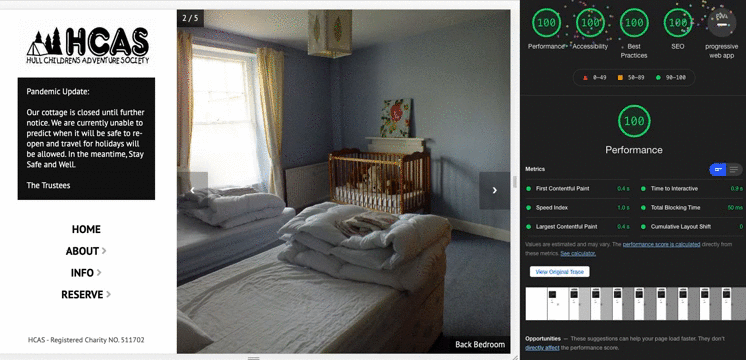 HCAS
HULL CHILDRENS ADVENTURE SOCIETY
Pandemic Update:
Our cottage is closed until further
notice. We are currently unable to
predict when it will be safe to re-
open and travel for holidays will
be allowed. In the meantime, Stay
Safe and Well.
The Trustees
HOME
ABOUT
INFO
RESERVE
HCAS - Registered Charity NO. 511702
2 / 5
Back Bedroom
100 100 100 100
Performance Accessibility Best Practices SEO progressive web app
0–49 50–89 90–100
100
Performance
Metrics
First Contentful Paint 0.4 s
Time to Interactive 0.9 s
Speed Index 1.0 s
Total Blocking Time 50 ms
Largest Contentful Paint 0.4 s
Cumulative Layout Shift 0
Values are estimated and may vary. The performance score is calculated directly from
these metrics. See calculator.
View Original Trace
Opportunities — These suggestions can help your page load faster. They don't
directly affect the performance score.